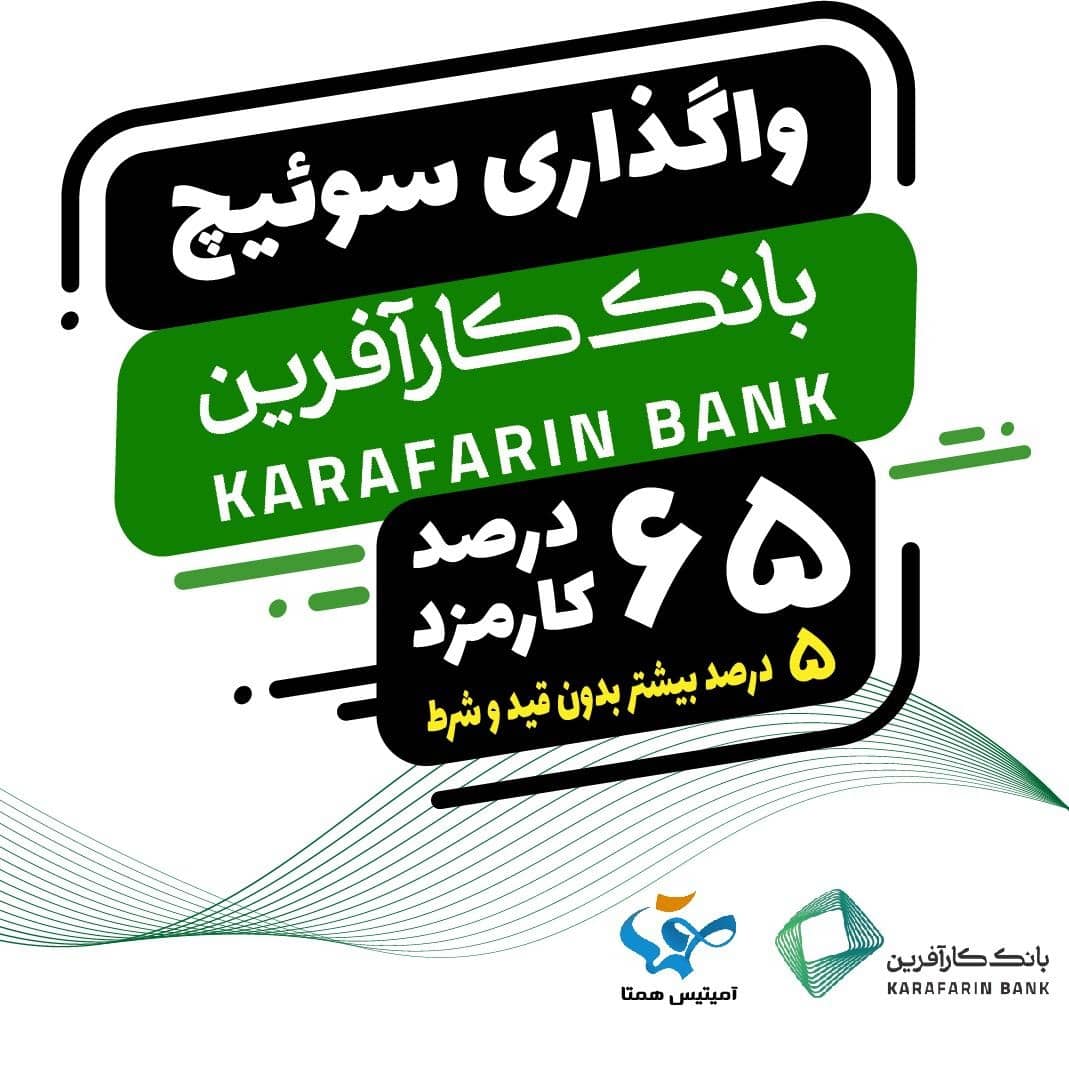 واگذاری سوئیچ
بانک کارآفرین
KARAFARIN BANK
۶۵ درصد
کارمزد
۵ درصد بیشتر بدون قید و شرط
بانک کارآفرین
KARAFARIN BANK
آمیتیس همتا